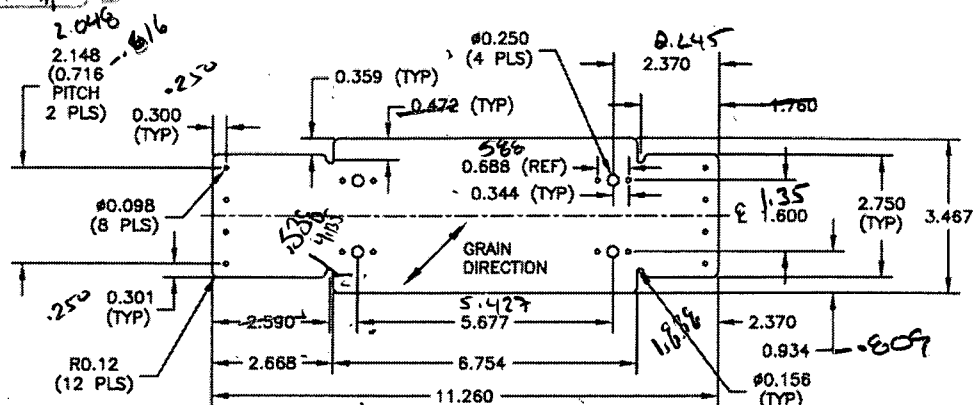 2.048
2.148
(0.716
PITCH
2 PLS)
-.616
.250
0.300
(TYP)
0.359 (TYP)
0.472 (TYP)
ø0.250
(4 PLS)
2.245
2.370
1.760
588
0.688 (REF)
0.344 (TYP)
ø0.098
(8 PLS)
℄
1.35
1.600
2.750
(TYP)
3.467
GRAIN
DIRECTION
.250
0.301
(TYP)
2.590
5.427
5.677
2.370
0.934
.809
R0.12
(12 PLS)
2.668
6.754
ø0.156
(TYP)
11.260